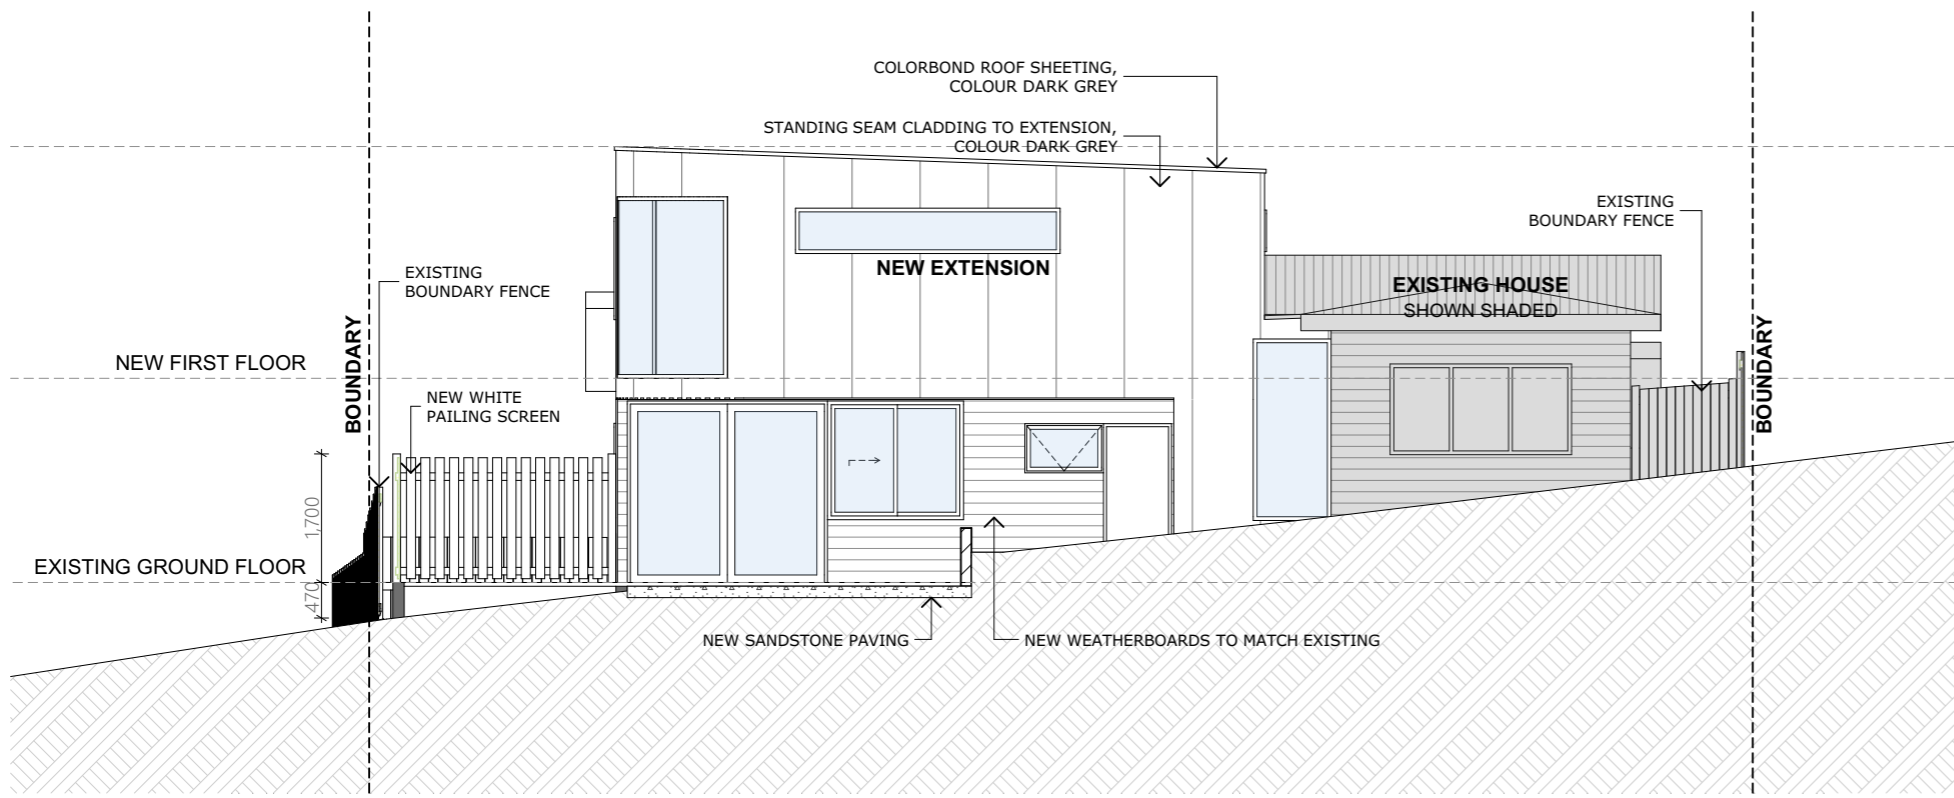 COLORBOND ROOF SHEETING,
COLOUR DARK GREY
STANDING SEAM CLADDING TO EXTENSION,
COLOUR DARK GREY
EXISTING
BOUNDARY FENCE
NEW EXTENSION
EXISTING
BOUNDARY FENCE
EXISTING HOUSE
SHOWN SHADED
BOUNDARY
BOUNDARY
NEW FIRST FLOOR
NEW WHITE
PAILING SCREEN
1,700
EXISTING GROUND FLOOR
470
NEW SANDSTONE PAVING
NEW WEATHERBOARDS TO MATCH EXISTING